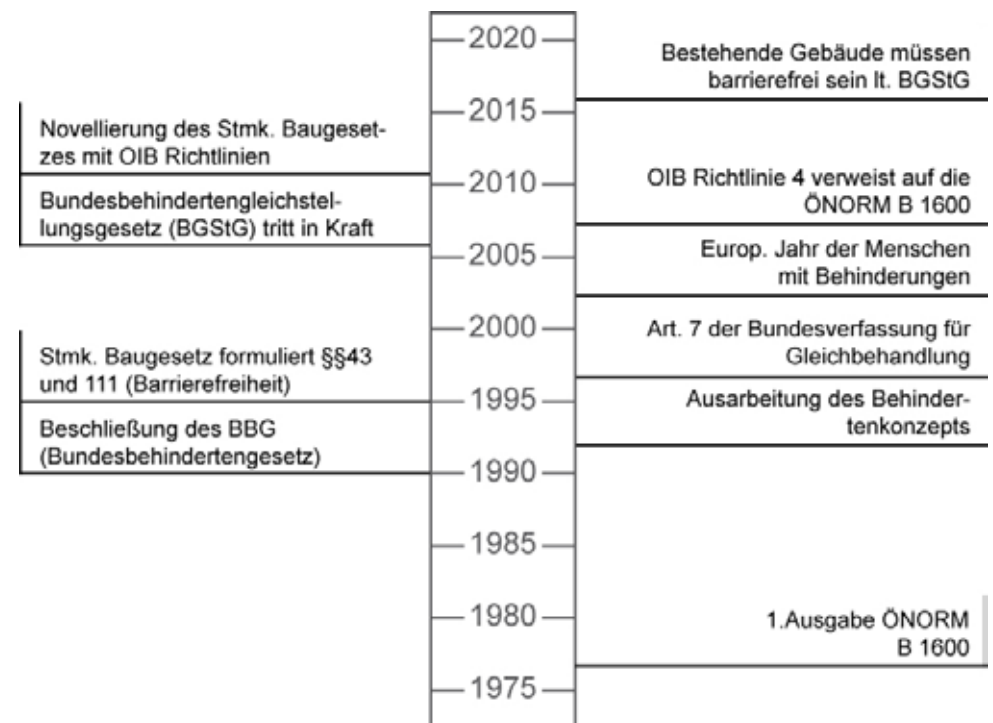 2020
Bestehende Gebäude müssen
barrierefrei sein lt. BGStG
2015
Novellierung des Stmk. Baugeset-
zes mit OIB Richtlinien
2010
OIB Richtlinie 4 verweist auf die
ÖNORM B 1600
Bundesbehindertengleichstel-
lungsgesetz (BGStG) tritt in Kraft
2005
Europ. Jahr der Menschen
mit Behinderungen
2000
Art. 7 der Bundesverfassung für
Gleichbehandlung
Stmk. Baugesetz formuliert §§43
und 111 (Barrierefreiheit)
1995
Ausarbeitung des Behinder-
tenkonzepts
Beschließung des BBG
(Bundesbehindertengesetz)
1990
1985
1980
1.Ausgabe ÖNORM
B 1600
1975